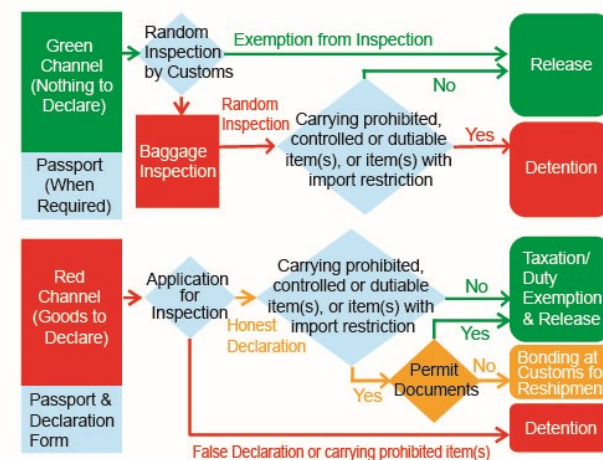 Green
Channel
(Nothing to
Declare)
Passport
(When
Required)
Random
Inspection
by Customs
Exemption from Inspection
Release
No
Random
Inspection
Baggage
Inspection
Carrying prohibited,
controlled or dutiable
item(s), or item(s) with
import restriction
Yes
Detention
Red
Channel
(Goods to
Declare)
Passport &
Declaration
Form
Application
for
Inspection
Honest
Declaration
Carrying prohibited,
controlled or dutiable
item(s), or item(s) with
import restriction
No
Taxation/
Duty
Exemption
& Release
Yes
Yes
Permit
Documents
No
Bonding at
Customs for
Reshipment
Detention
False Declaration or carrying prohibited item(s)